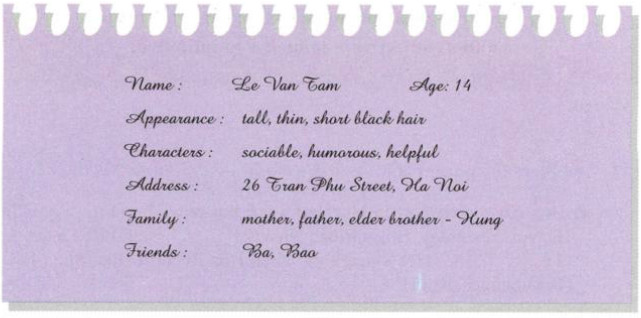 Name : Le Van Tam Age: 14
Appearance : tall, thin, short black hair
Characters : sociable, humorous, helpful
Address : 26 Tran Phu Street, Ha Noi
Family : mother, father, elder brother - Hung
Friends : Ba, Bao